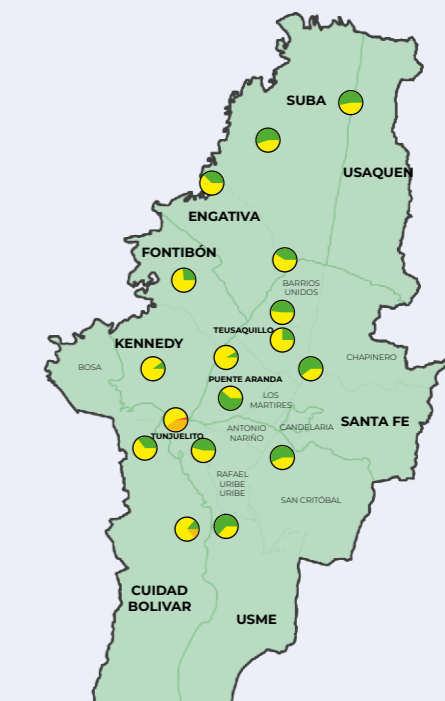 SUBA
USAQUEN
ENGATIVA
FONTIBÓN
BARRIOS
UNIDOS
TEUSAQUILLO
KENNEDY
CHAPINERO
BOSA
PUENTE ARANDA
LOS
MARTIRES
SANTA FE
ANTONIO
NARIÑO
CANDELARIA
TUNJUELITO
RAFAEL
URIBE
URIBE
SAN CRITÓBAL
CUIDAD
BOLIVAR
USME